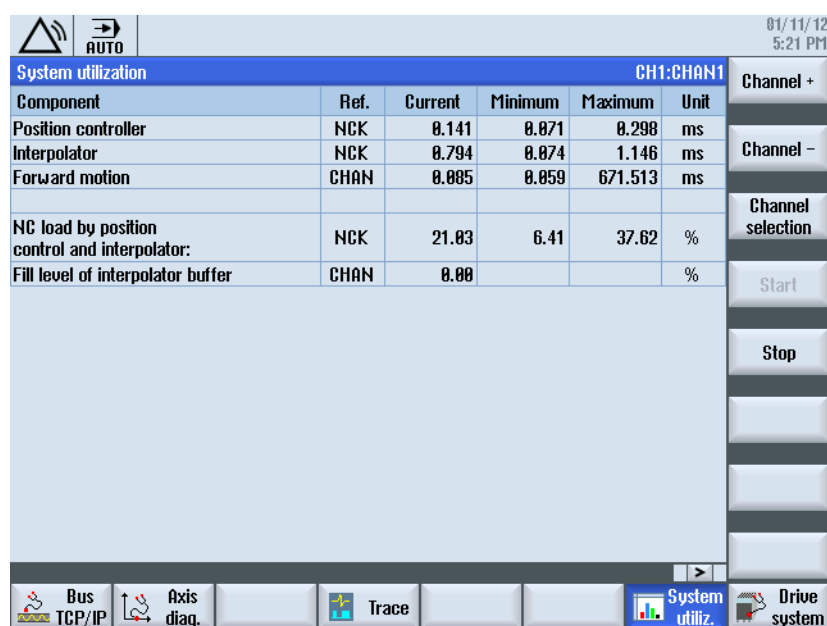 01/11/12
5:21 PM
AUTO
System utilization CH1:CHAN1
Component Ref. Current Minimum Maximum Unit
Position controller NCK 0.141 0.071 0.298 ms
Interpolator NCK 0.794 0.074 1.146 ms
Forward motion CHAN 0.085 0.059 671.513 ms
NC load by position
control and interpolator: NCK 21.03 6.41 37.62 %
Fill level of interpolator buffer CHAN 0.00 %
Channel +
Channel -
Channel
selection
Start
Stop
>
Bus
TCP/IP
Axis
diag.
Trace
System
utiliz.
Drive
system